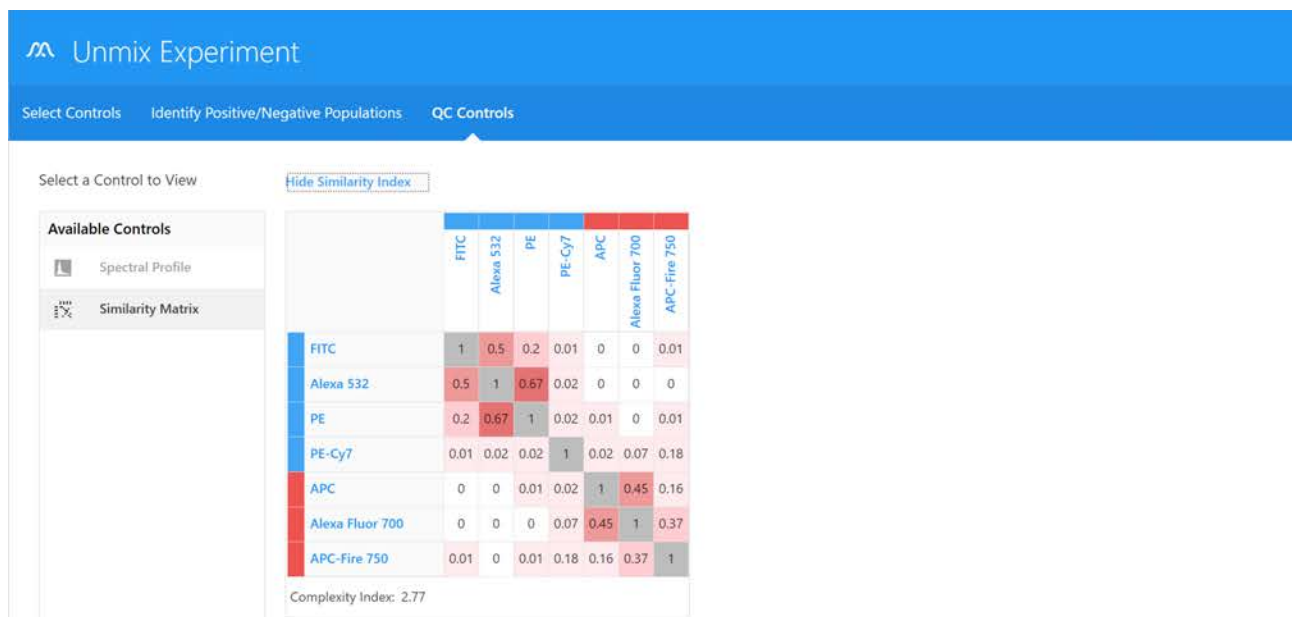 Unmix Experiment
Select Controls Identify Positive/Negative Populations QC Controls
Select a Control to View Hide Similarity Index
Available Controls
Spectral Profile
Similarity Matrix
FITC Alexa 532 PE PE-Cy7 APC Alexa Fluor 700 APC-Fire 750
FITC 1 0.5 0.2 0.01 0 0 0.01
Alexa 532 0.5 1 0.67 0.02 0 0 0
PE 0.2 0.67 1 0.02 0.01 0 0.01
PE-Cy7 0.01 0.02 0.02 1 0.02 0.07 0.18
APC 0 0 0.01 0.02 1 0.45 0.16
Alexa Fluor 700 0 0 0 0.07 0.45 1 0.37
APC-Fire 750 0.01 0 0.01 0.18 0.16 0.37 1
Complexity Index: 2.77